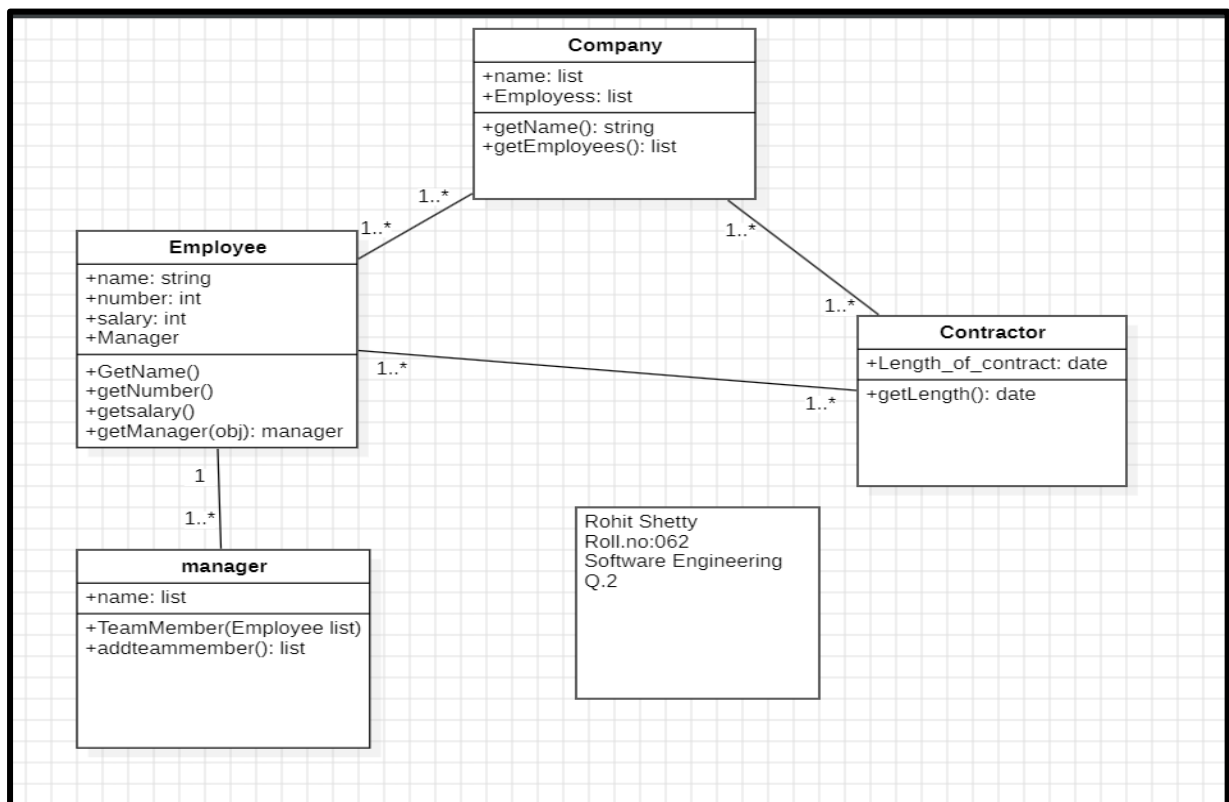 Company
+name: list
+Employess: list
+getName(): string
+getEmployees(): list
1..*
1..*
1..*
1..*
Employee
+name: string
+number: int
+salary: int
+Manager
+GetName()
+getNumber()
+getsalary()
+getManager(obj): manager
1..*
1..*
Contractor
+Length_of_contract: date
+getLength(): date
1
1..*
manager
+name: list
+TeamMember(Employee list)
+addteammember(): list
Rohit Shetty
Roll.no:062
Software Engineering
Q.2